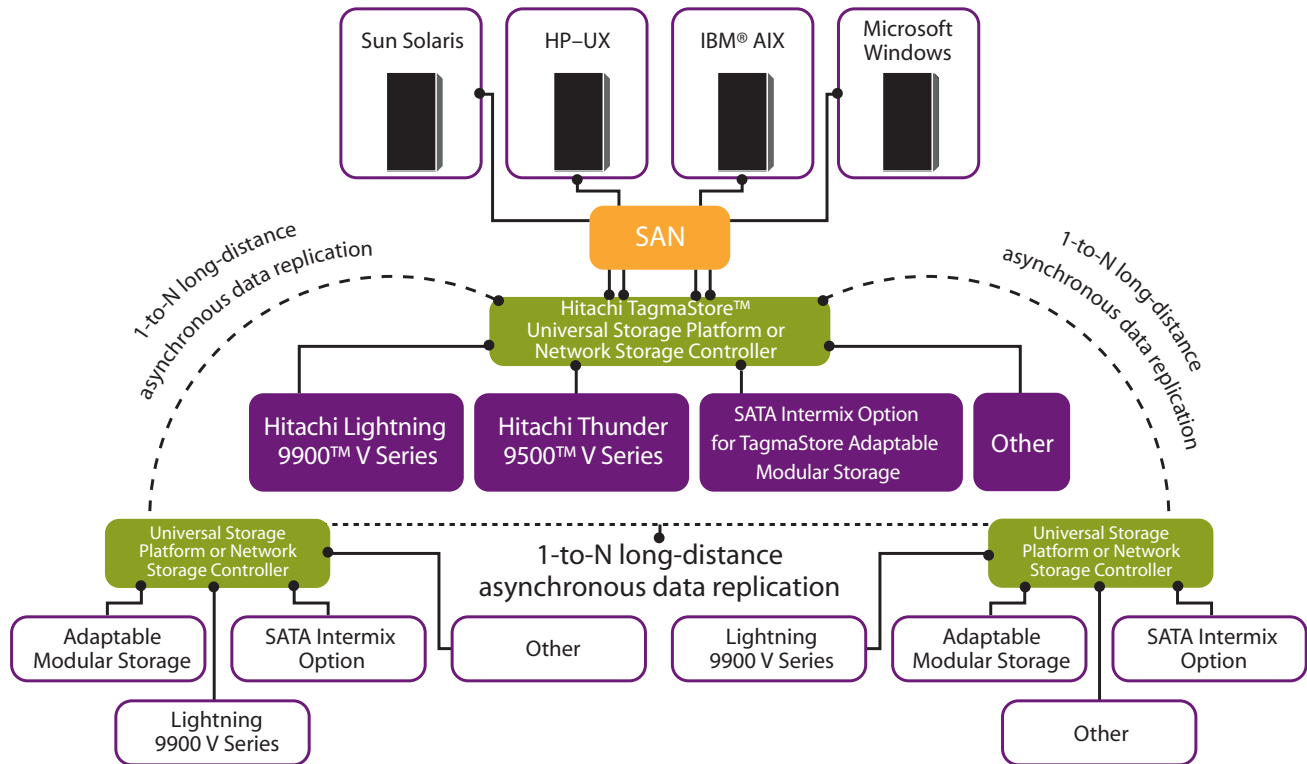 Sun Solaris
HP–UX
IBM® AIX
Microsoft
Windows
SAN
1-to-N long-distance
asynchronous data replication
1-to-N long-distance
asynchronous data replication
Hitachi TagmaStore™
Universal Storage Platform or
Network Storage Controller
Hitachi Lightning
9900™ V Series
Hitachi Thunder
9500™ V Series
SATA Intermix Option
for TagmaStore Adaptable
Modular Storage
Other
Universal Storage
Platform or Network
Storage Controller
1-to-N long-distance
asynchronous data replication
Universal Storage
Platform or Network
Storage Controller
Adaptable
Modular Storage
SATA Intermix
Option
Other
Lightning
9900 V Series
Adaptable
Modular Storage
SATA Intermix
Option
Lightning
9900 V Series
Other